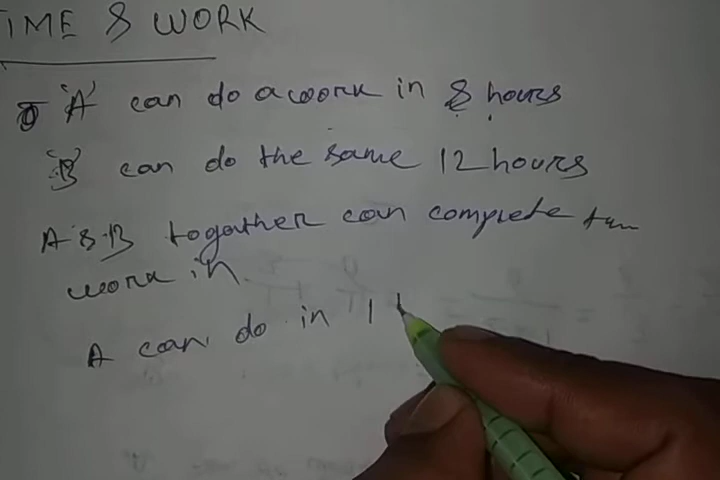 TIME & WORK
'A' can do a work in 8 hours
'B' can do the same 12 hours
A & B together can complete the
work in
A can do in 1